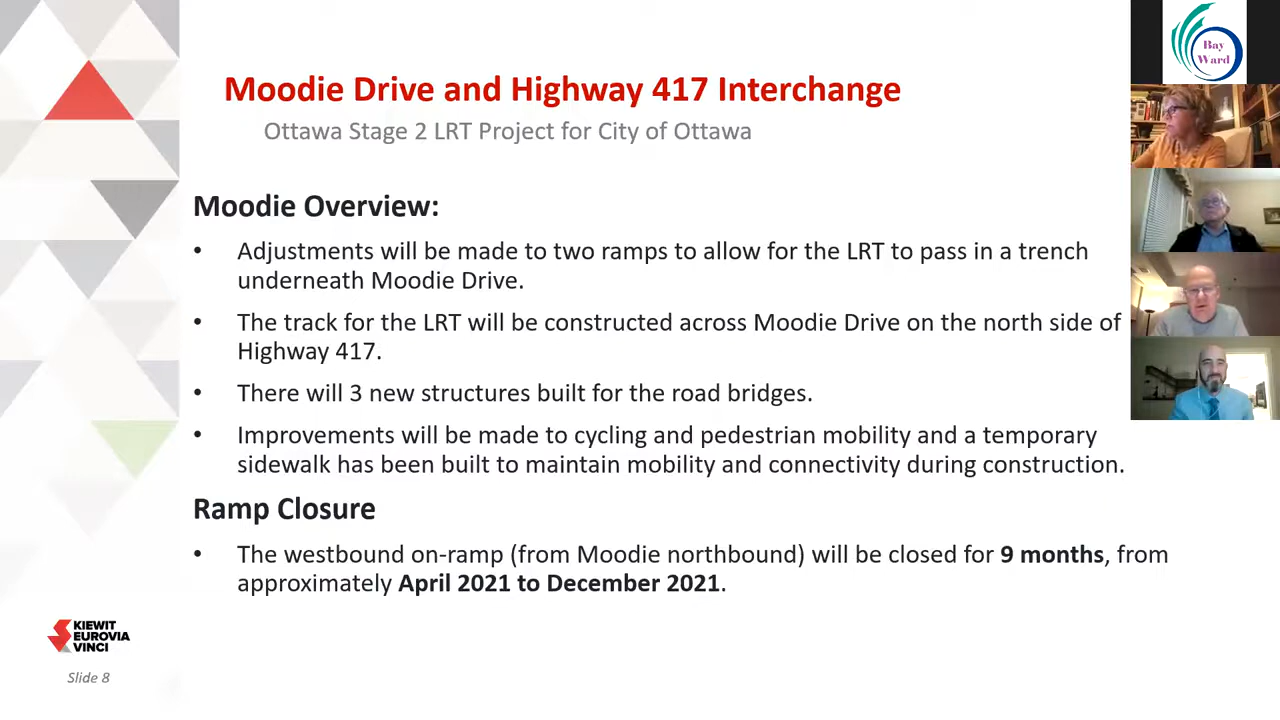 Moodie Drive and Highway 417 Interchange
Ottawa Stage 2 LRT Project for City of Ottawa
Bay
Ward
Moodie Overview:
• Adjustments will be made to two ramps to allow for the LRT to pass in a trench
underneath Moodie Drive.
• The track for the LRT will be constructed across Moodie Drive on the north side of
Highway 417.
• There will 3 new structures built for the road bridges.
• Improvements will be made to cycling and pedestrian mobility and a temporary
sidewalk has been built to maintain mobility and connectivity during construction.
Ramp Closure
• The westbound on-ramp (from Moodie northbound) will be closed for 9 months, from
approximately April 2021 to December 2021.
KIEWIT
EUROVIA
VINCI
Slide 8